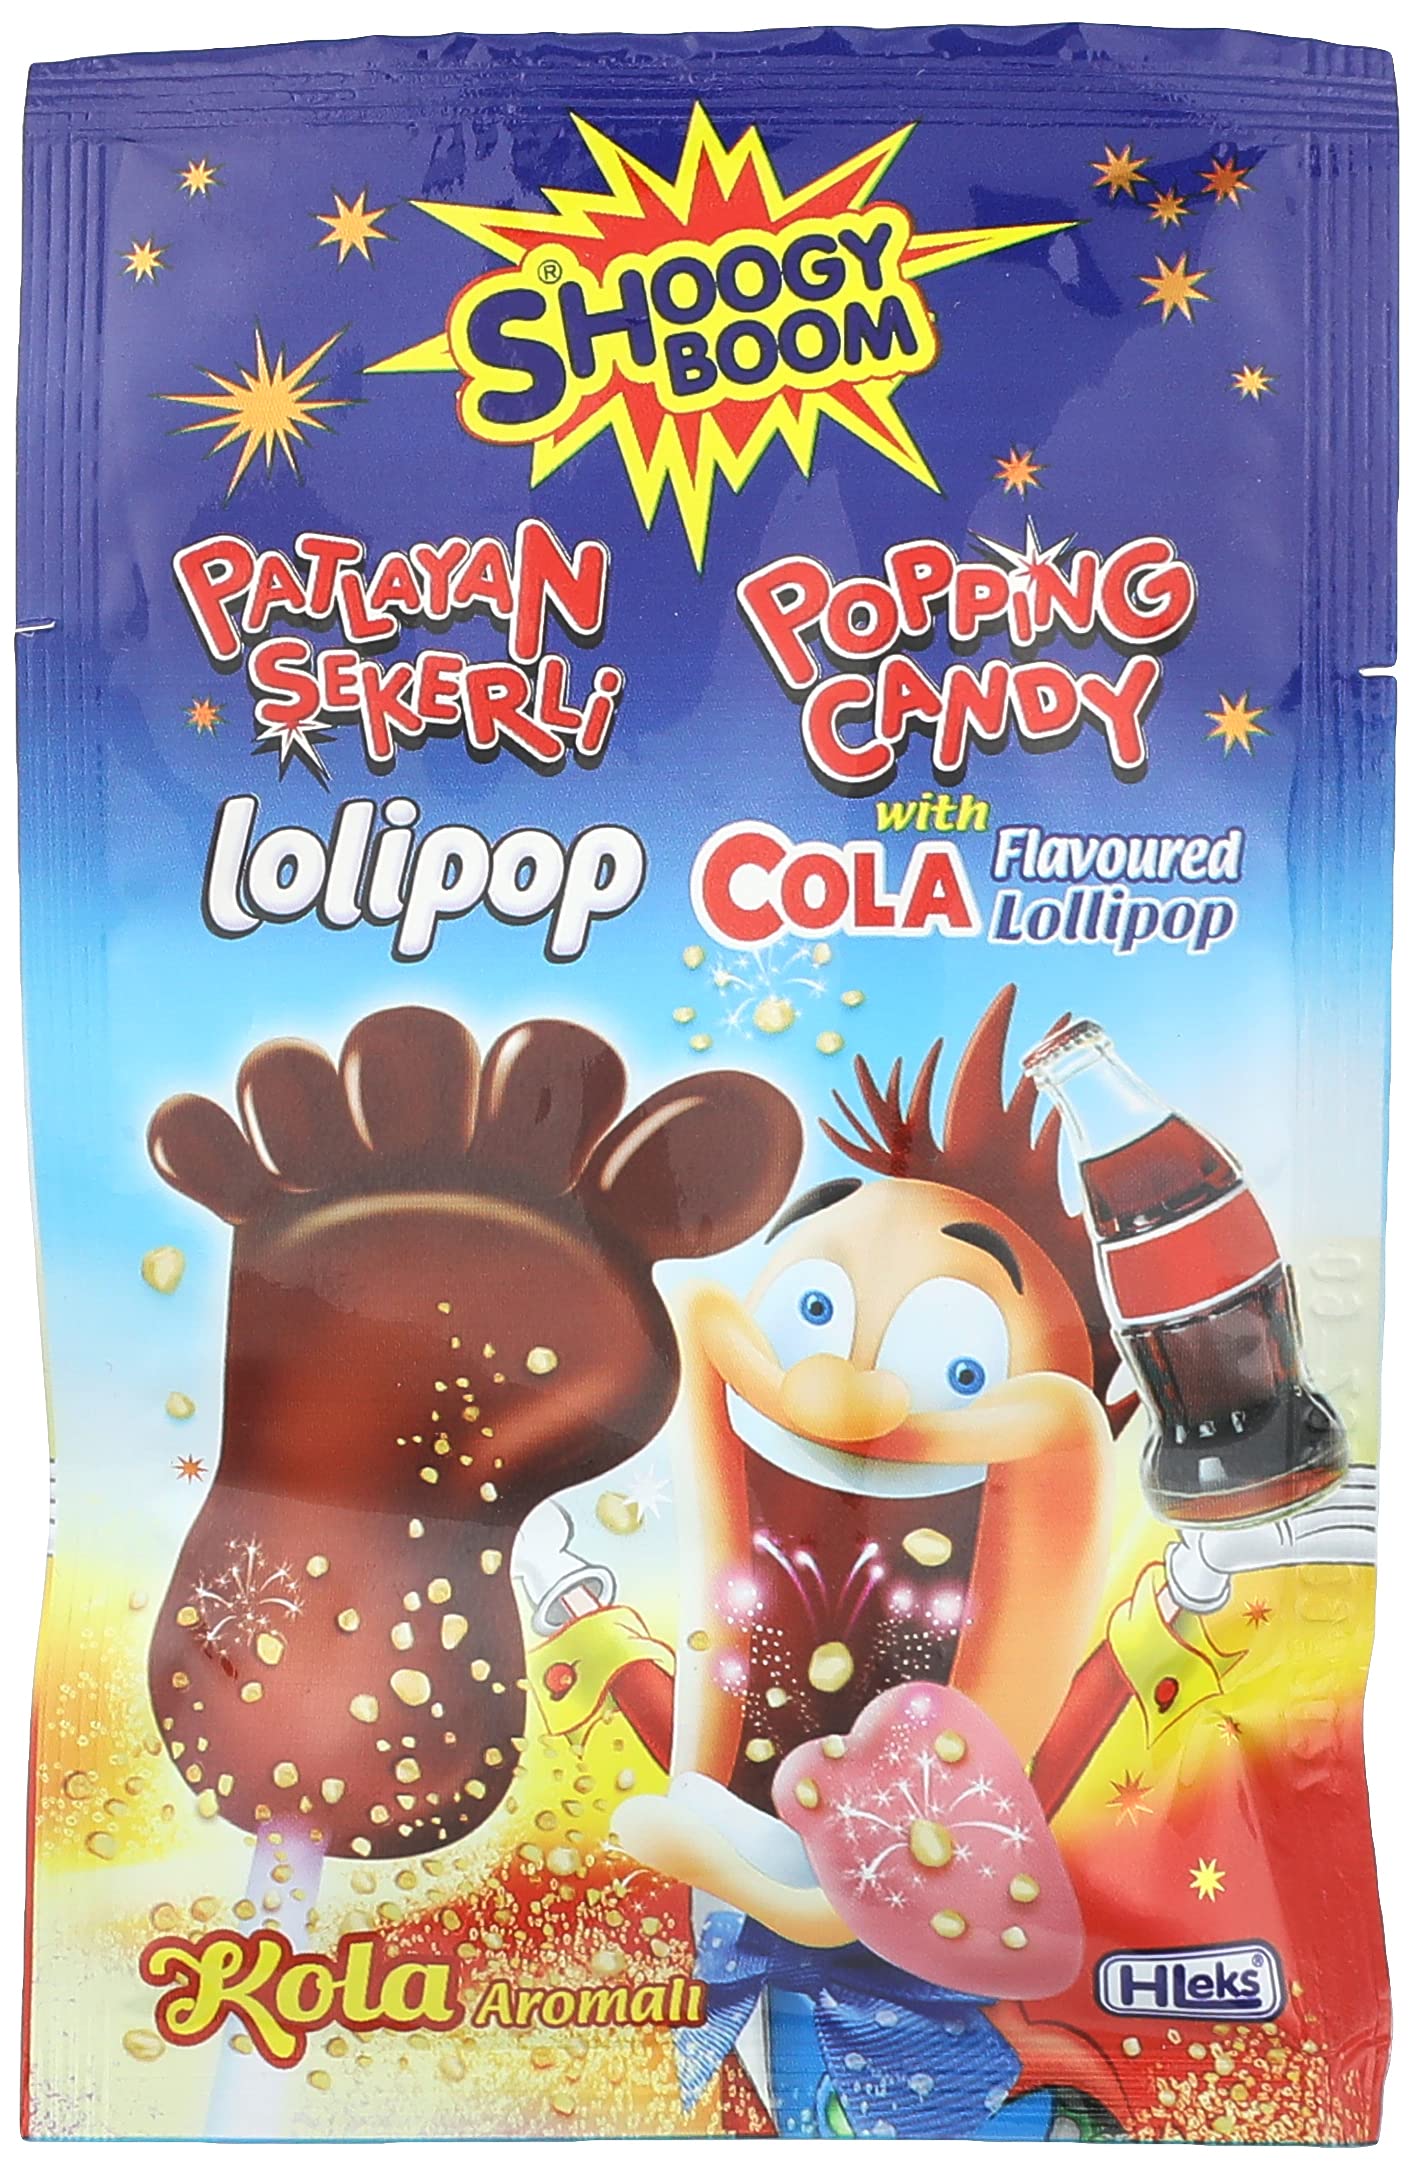 SHOOGY
BOOM
®
PATLAYAN
ŞEKERLİ
lolipop
POPPING
CANDY
with
COLA Flavoured
Lollipop
Kola Aromalı
HLeks®